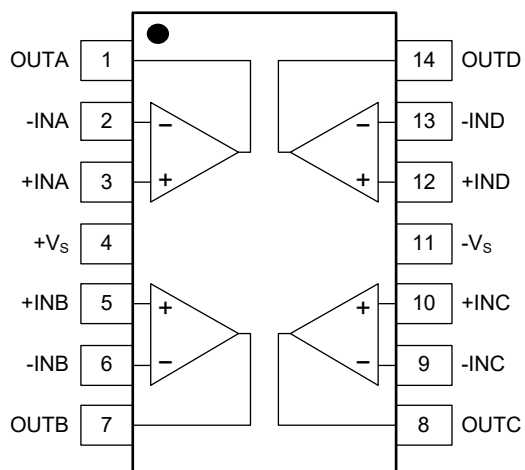 OUTA 1 14 OUTD
-INA 2 − − 13 -IND
+INA 3 + + 12 +IND
+VS 4 11 -VS
+INB 5 + + 10 +INC
-INB 6 − − 9 -INC
OUTB 7 8 OUTC